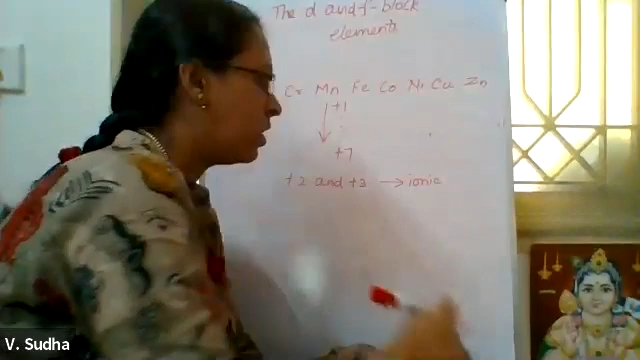 The d and f-block
elements
Cr Mn Fe Co Ni Cu Zn
+1
+7
+2 and +3 → ionic
V. Sudha